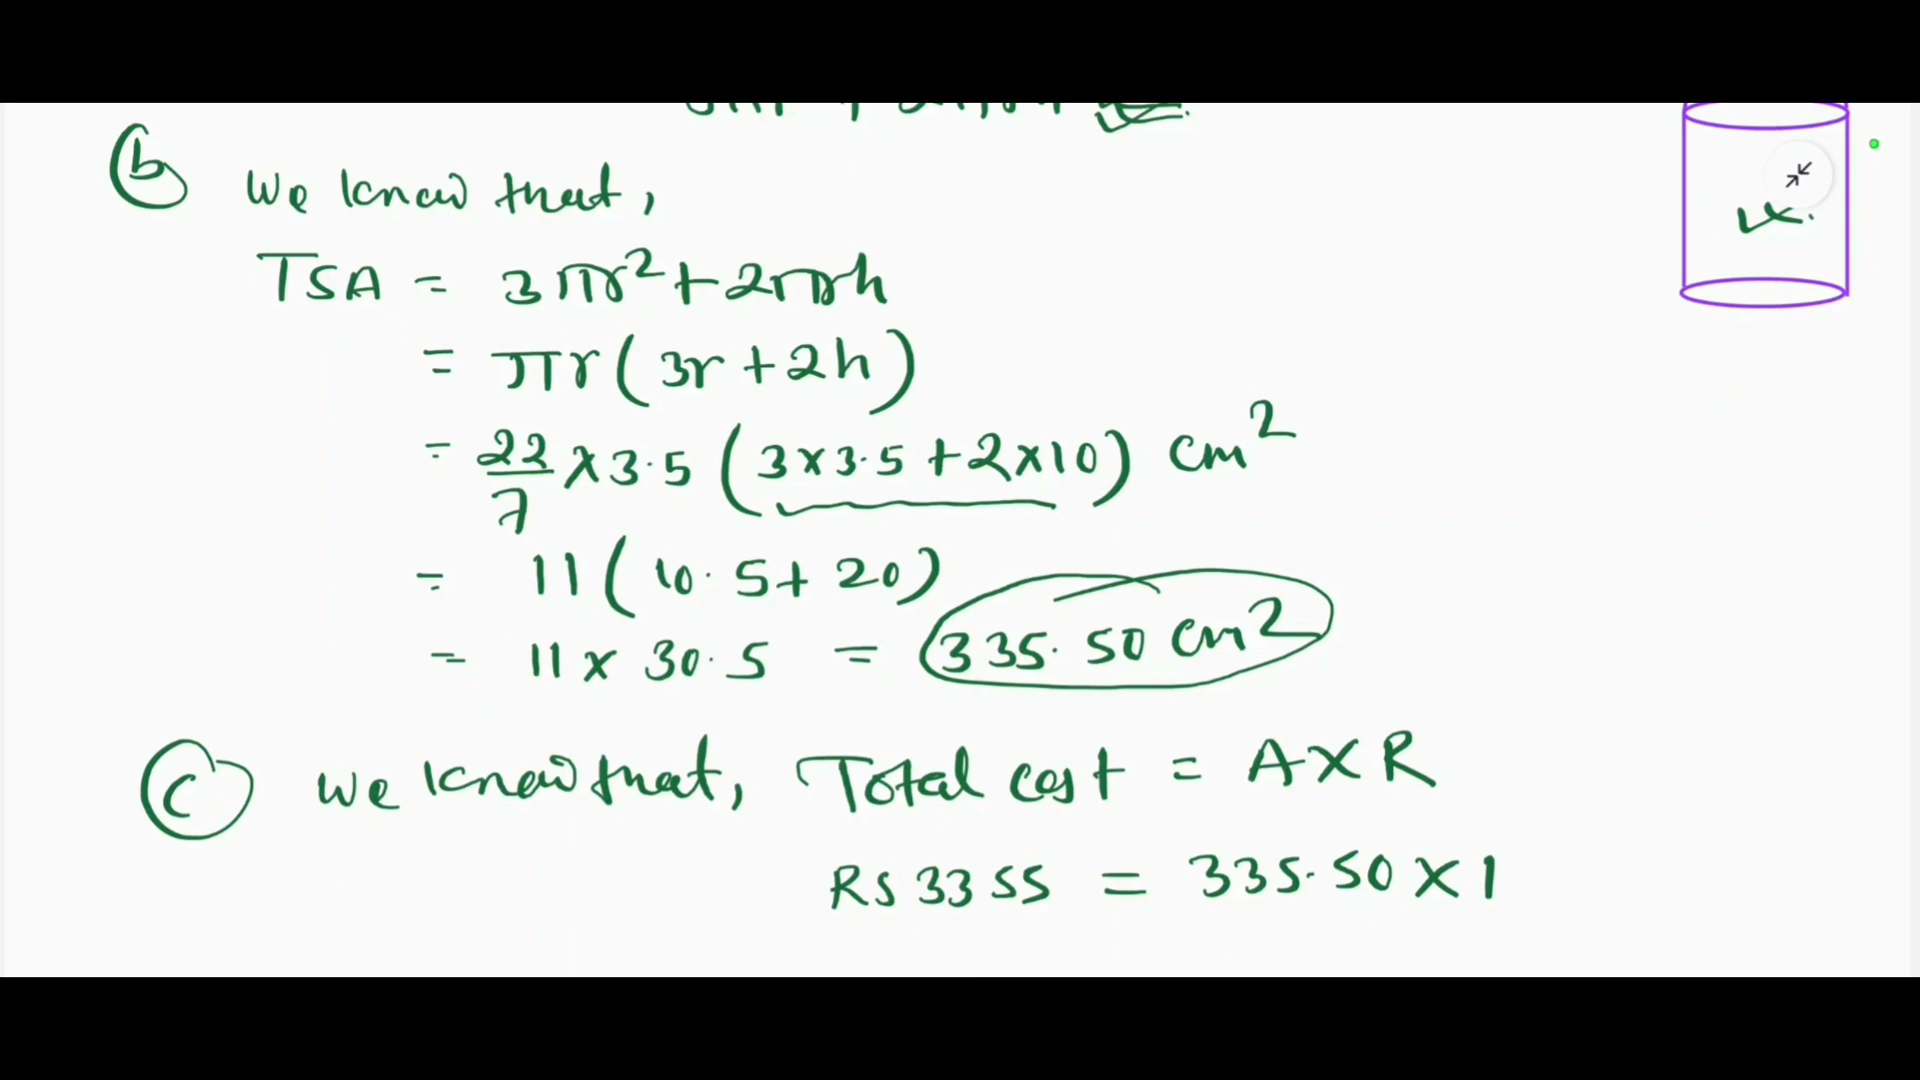 (b) We know that,
TSA = 3πr²+2πrh
= πr(3r+2h)
= 22/7 × 3.5 (3×3.5+2×10) cm²
= 11(10.5+20)
= 11 × 30.5 = 335.50 cm²
(c) we know that, Total cost = A×R
RS 3355 = 335.50×1